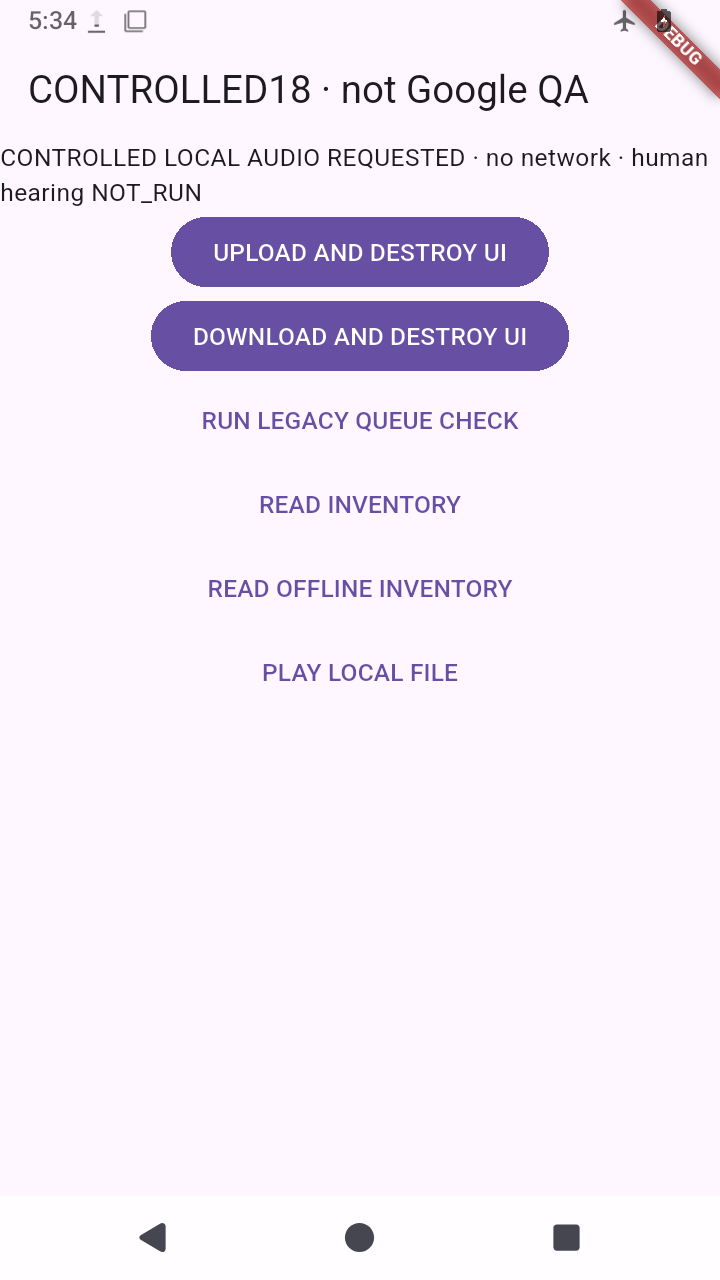 5:34
DEBUG
CONTROLLED18 · not Google QA
CONTROLLED LOCAL AUDIO REQUESTED · no network · human
hearing NOT_RUN
UPLOAD AND DESTROY UI
DOWNLOAD AND DESTROY UI
RUN LEGACY QUEUE CHECK
READ INVENTORY
READ OFFLINE INVENTORY
PLAY LOCAL FILE